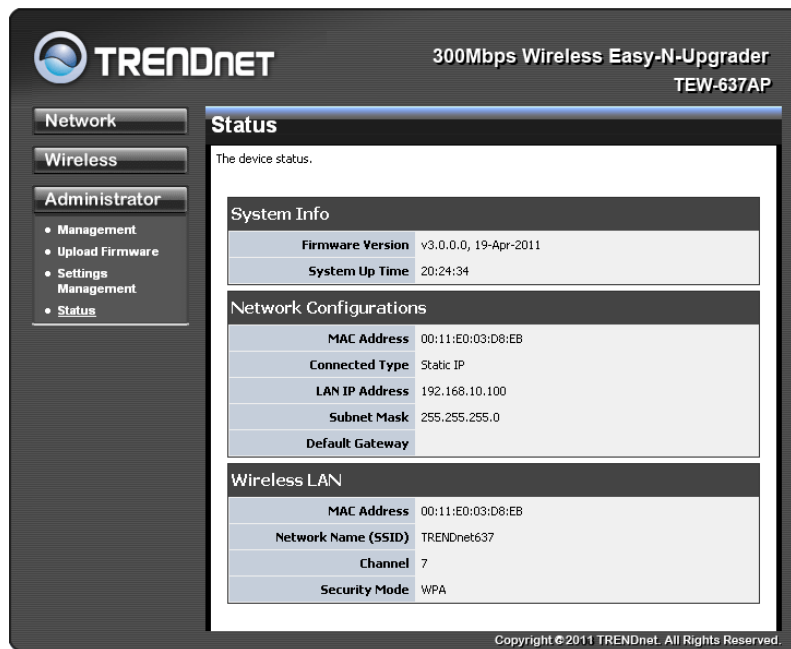 TRENDNET
300Mbps Wireless Easy-N-Upgrader
TEW-637AP
Network
Wireless
Administrator
Management
Upload Firmware
Settings
Management
Status
Status
The device status.
System Info
Firmware Version v3.0.0.0, 19-Apr-2011
System Up Time 20:24:34
Network Configurations
MAC Address 00:11:E0:03:D8:EB
Connected Type Static IP
LAN IP Address 192.168.10.100
Subnet Mask 255.255.255.0
Default Gateway
Wireless LAN
MAC Address 00:11:E0:03:D8:EB
Network Name (SSID) TRENDnet637
Channel 7
Security Mode WPA
Copyright © 2011 TRENDnet. All Rights Reserved.